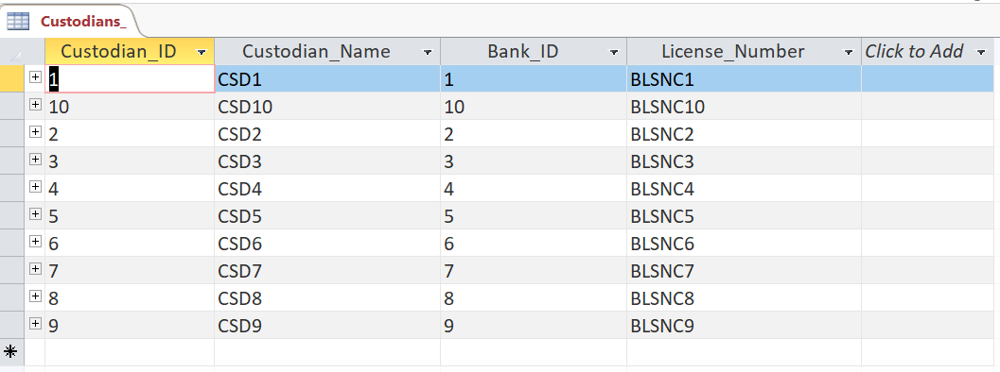 Custodians_
Custodian_ID Custodian_Name Bank_ID License_Number Click to Add
1 CSD1 1 BLSNC1
10 CSD10 10 BLSNC10
2 CSD2 2 BLSNC2
3 CSD3 3 BLSNC3
4 CSD4 4 BLSNC4
5 CSD5 5 BLSNC5
6 CSD6 6 BLSNC6
7 CSD7 7 BLSNC7
8 CSD8 8 BLSNC8
9 CSD9 9 BLSNC9